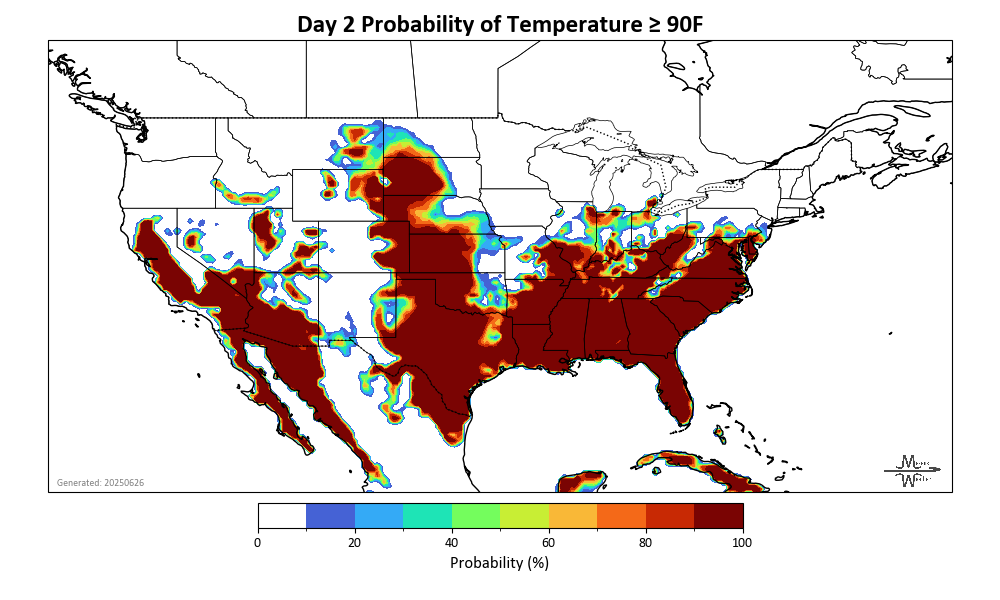 Day 2 Probability of Temperature ≥ 90F
Generated: 20250626
0 20 40 60 80 100
Probability (%)